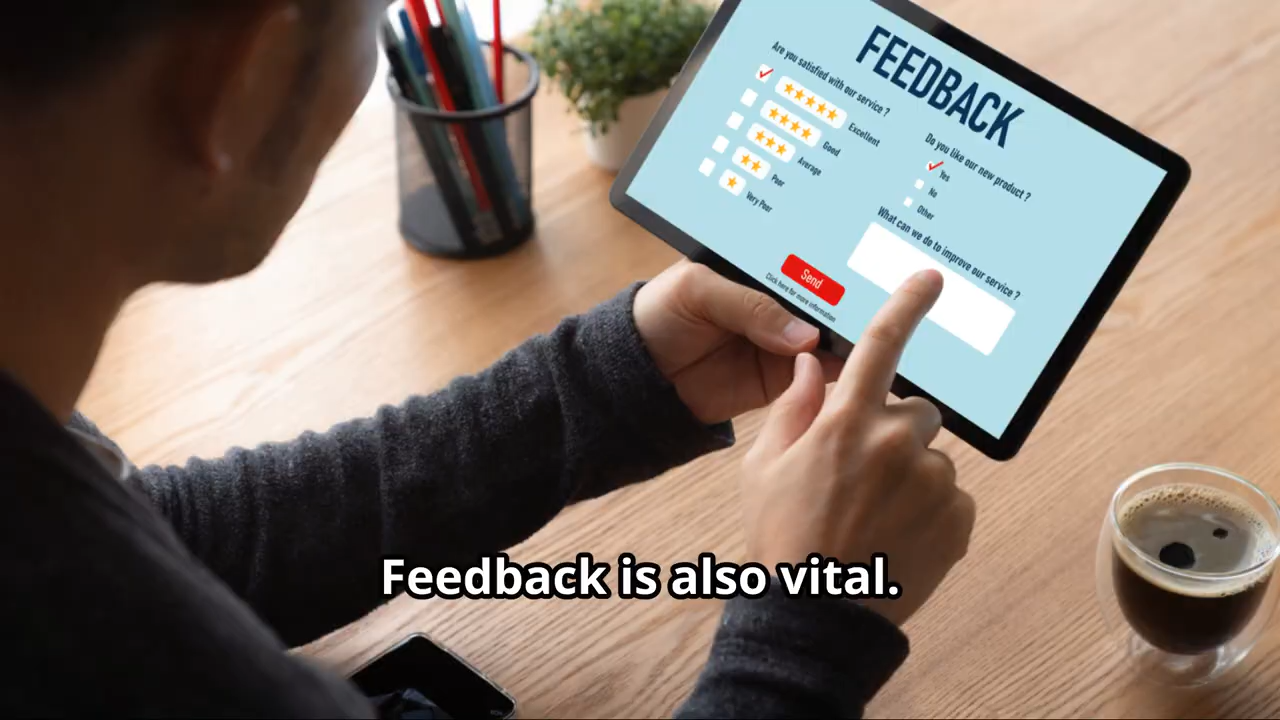 FEEDBACK
Are you satisfied with our service ?
Excellent
Good
Average
Poor
Very Poor
Do you like our new product ?
Yes
No
Other
What can we do to improve our service ?
Send
Click here for more information
Feedback is also vital.